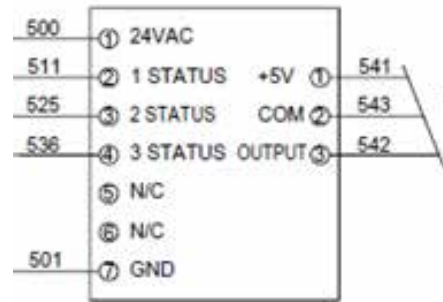 500 ① 24VAC
511 ② 1 STATUS +5V ① 541
525 ③ 2 STATUS COM ② 543
536 ④ 3 STATUS OUTPUT ③ 542
⑤ N/C
⑥ N/C
501 ⑦ GND